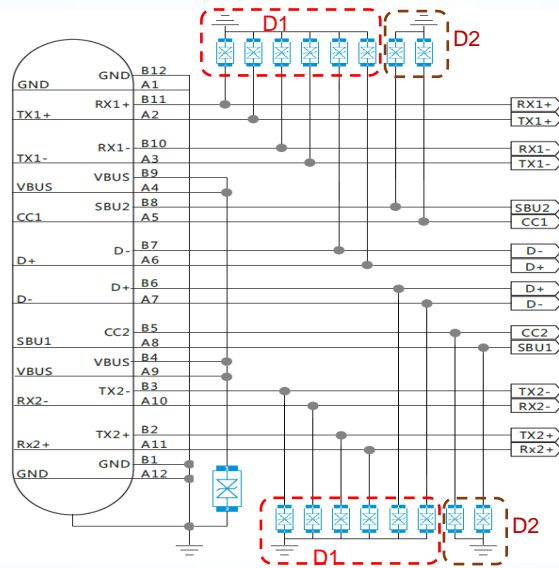 D1
D2
GND B12
GND A1
RX1+ B11 RX1+
TX1+ A2 TX1+
RX1- B10 RX1-
TX1- A3 TX1-
VBUS B9
VBUS A4
SBU2 B8 SBU2
CC1 A5 CC1
D- B7 D-
D+ A6 D+
D+ B6 D+
D- A7 D-
CC2 B5 CC2
SBU1 A8 SBU1
VBUS B4
VBUS A9
TX2- B3 TX2-
RX2- A10 RX2-
TX2+ B2 TX2+
Rx2+ A11 Rx2+
GND B1
GND A12
D2
D1